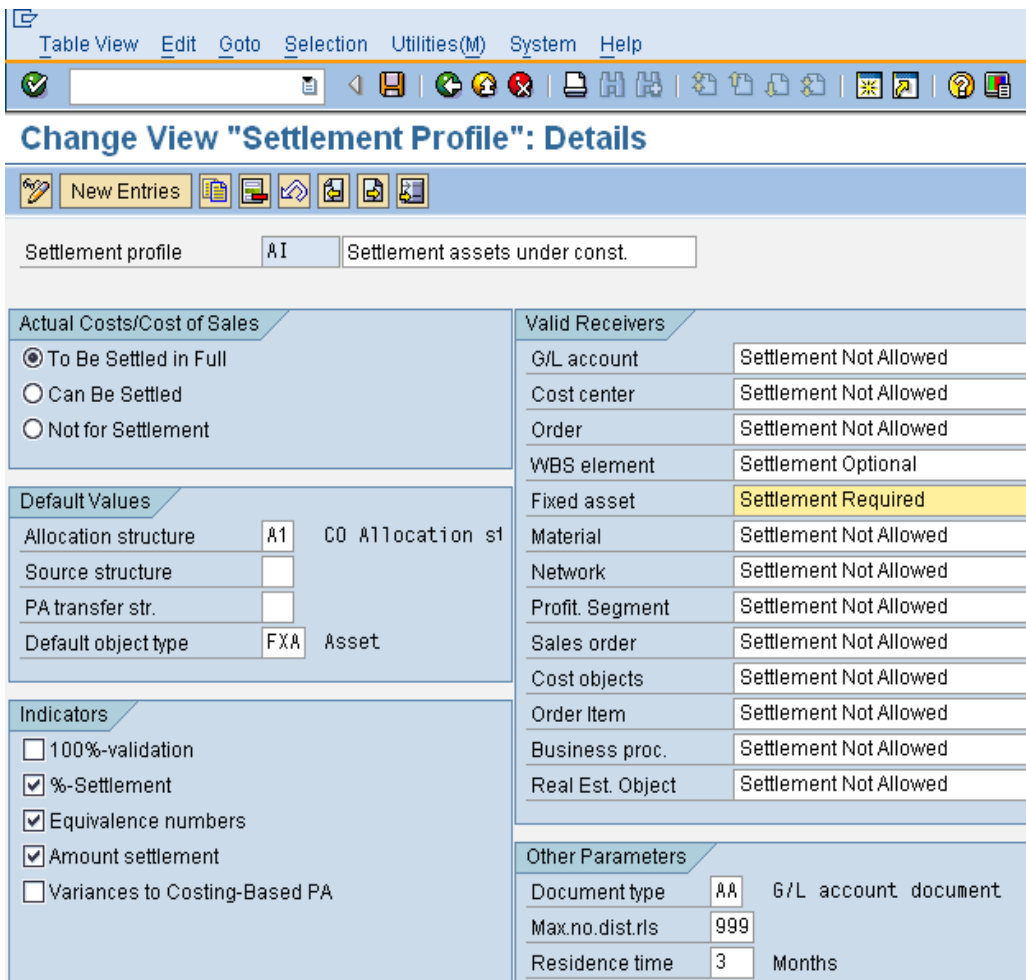 Table View Edit Goto Selection Utilities(M) System Help
Change View "Settlement Profile": Details
New Entries
Settlement profile AI Settlement assets under const.
Actual Costs/Cost of Sales
To Be Settled in Full
Can Be Settled
Not for Settlement
Default Values
Allocation structure A1 CO Allocation st
Source structure
PA transfer str.
Default object type FXA Asset
Indicators
100%-validation
%-Settlement
Equivalence numbers
Amount settlement
Variances to Costing-Based PA
Valid Receivers
G/L account Settlement Not Allowed
Cost center Settlement Not Allowed
Order Settlement Not Allowed
WBS element Settlement Optional
Fixed asset Settlement Required
Material Settlement Not Allowed
Network Settlement Not Allowed
Profit. Segment Settlement Not Allowed
Sales order Settlement Not Allowed
Cost objects Settlement Not Allowed
Order Item Settlement Not Allowed
Business proc. Settlement Not Allowed
Real Est. Object Settlement Not Allowed
Other Parameters
Document type AA G/L account document
Max.no.dist.rls 999
Residence time 3 Months